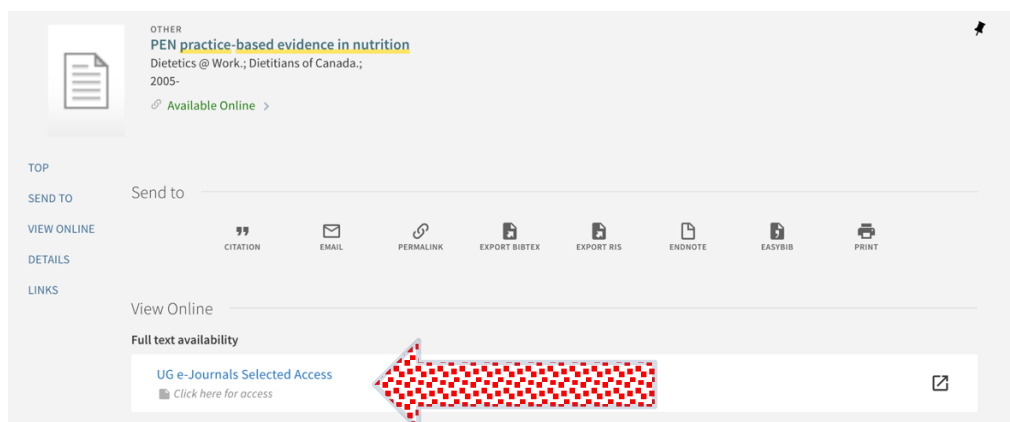 OTHER
PEN practice-based evidence in nutrition
Dietetics @ Work.; Dietitians of Canada.;
2005-
Available Online >
TOP
SEND TO
VIEW ONLINE
DETAILS
LINKS
Send to
CITATION EMAIL PERMALINK EXPORT BIBTEX EXPORT RIS ENDNOTE EASYBIB PRINT
View Online
Full text availability
UG e-Journals Selected Access
Click here for access